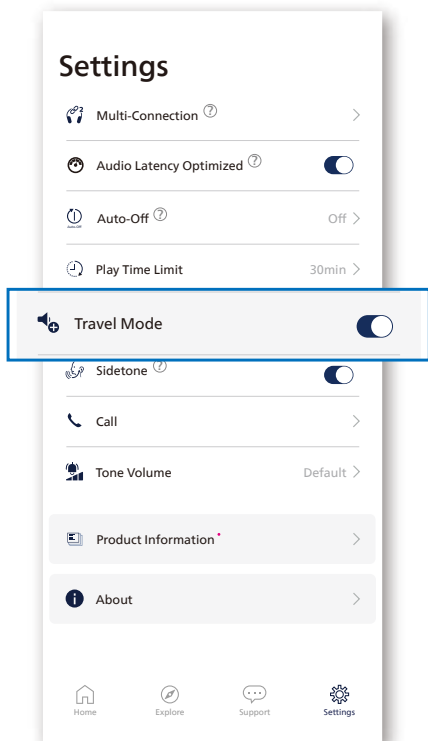 Settings
Multi-Connection ?
Audio Latency Optimized ?
Auto-Off ? Off
Play Time Limit 30min
Travel Mode
Sidetone ?
Call
Tone Volume Default
Product Information
About
Home Explore Support Settings